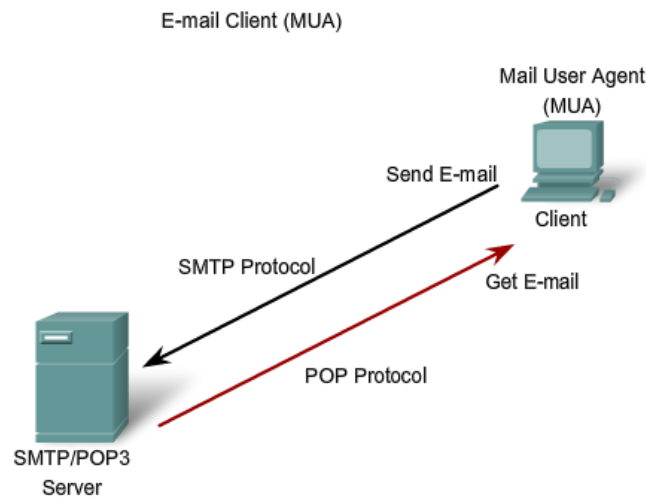 E-mail Client (MUA)
Mail User Agent
(MUA)
Send E-mail
Client
SMTP Protocol
Get E-mail
POP Protocol
SMTP/POP3
Server